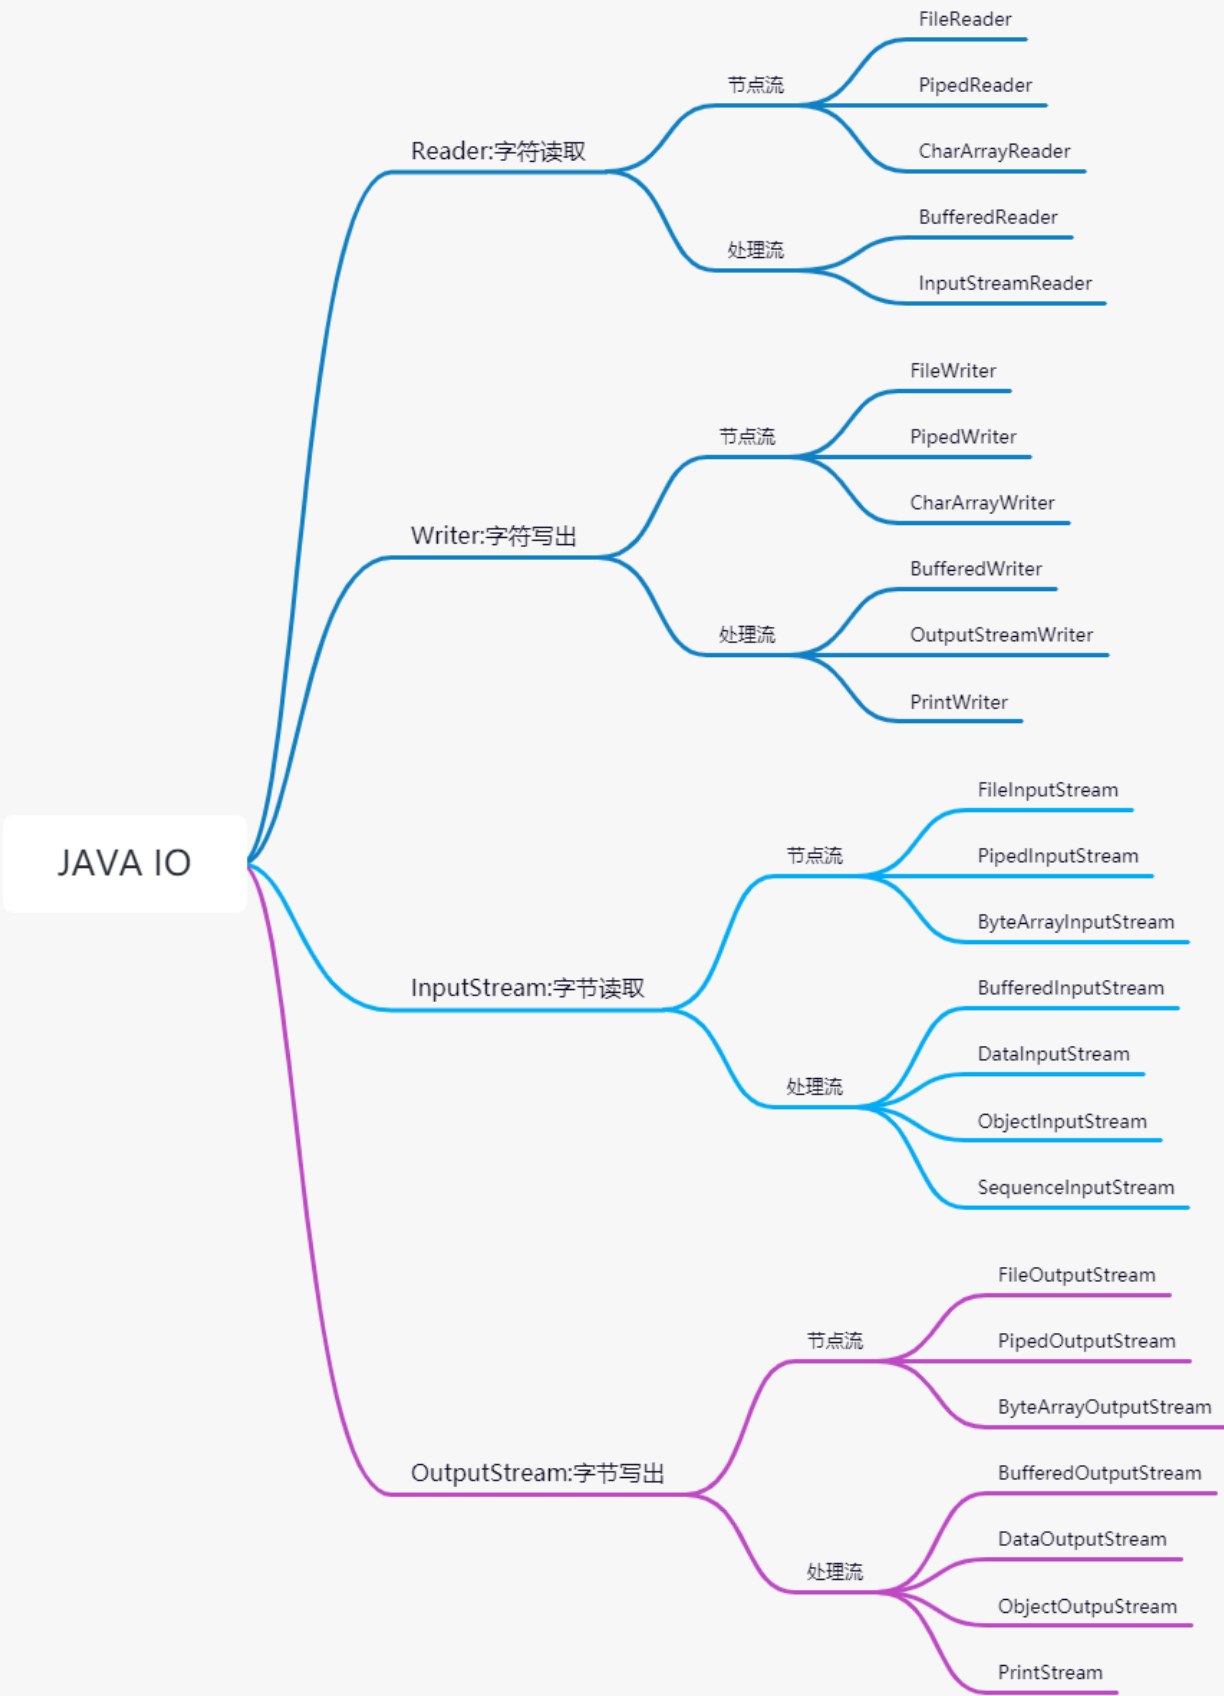 JAVA IO
Reader:字符读取
节点流
FileReader
PipedReader
CharArrayReader
处理流
BufferedReader
InputStreamReader
Writer:字符写出
节点流
FileWriter
PipedWriter
CharArrayWriter
处理流
BufferedWriter
OutputStreamWriter
PrintWriter
InputStream:字节读取
节点流
FileInputStream
PipedInputStream
ByteArrayInputStream
处理流
BufferedInputStream
DataInputStream
ObjectInputStream
SequenceInputStream
OutputStream:字节写出
节点流
FileOutputStream
PipedOutputStream
ByteArrayOutputStream
处理流
BufferedOutputStream
DataOutputStream
ObjectOutpuStream
PrintStream